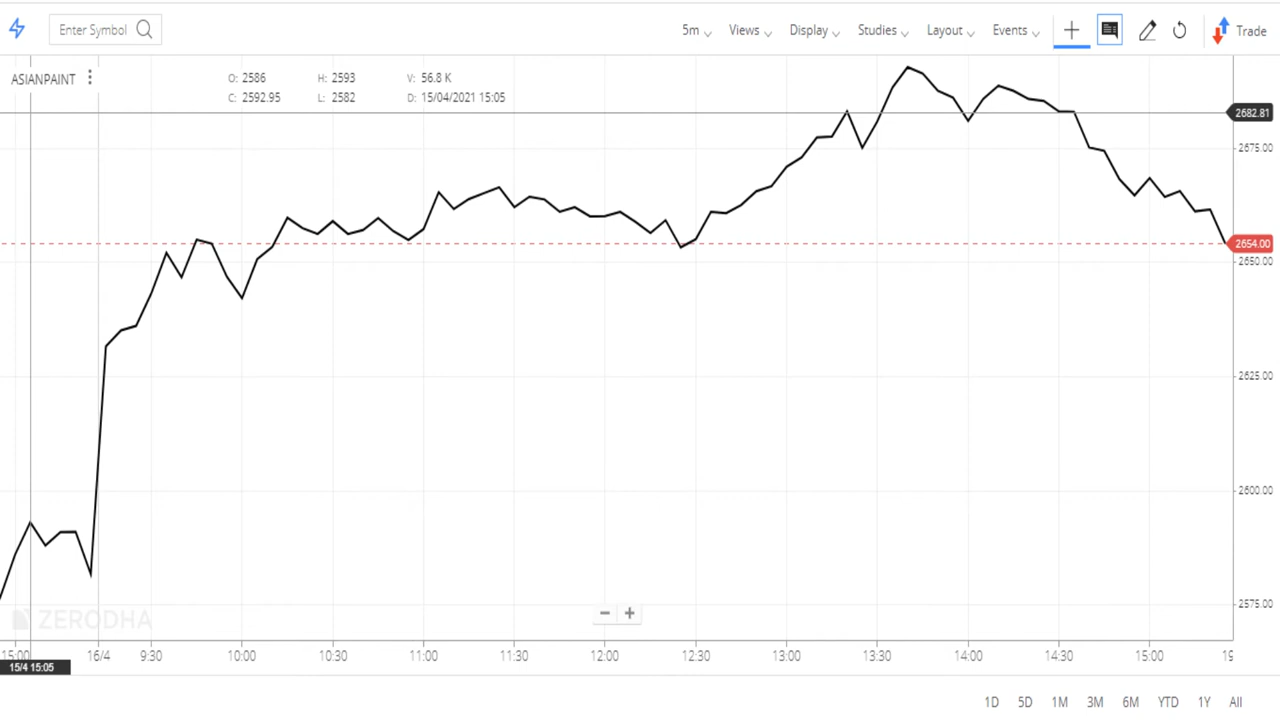 Enter Symbol 5m Views Display Studies Layout Events Trade
ASIANPAINT O: 2586 H: 2593 V: 56.8 K
C: 2592.95 L: 2582 D: 15/04/2021 15:05
2682.81
2675.00
2654.00
2650.00
2625.00
2600.00
2575.00
ZERODHA
15:00 16/4 9:30 10:00 10:30 11:00 11:30 12:00 12:30 13:00 13:30 14:00 14:30 15:00
15/4 15:05
1D 5D 1M 3M 6M YTD 1Y All